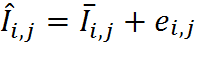 Î_{i,j} = Ī_{i,j} + e_{i,j}